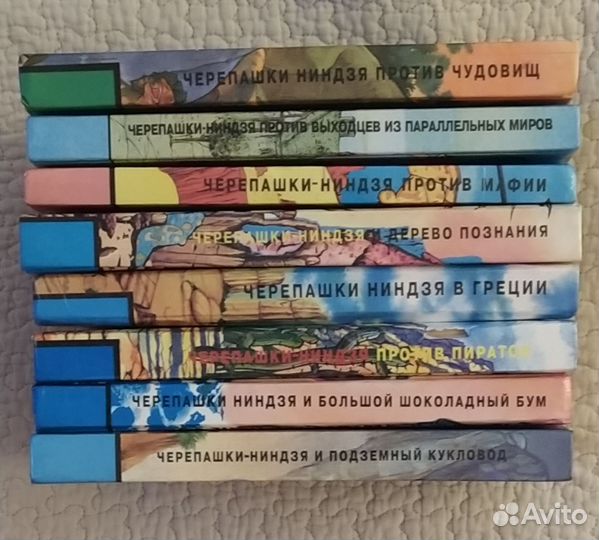 ЧЕРЕПАШКИ НИНДЗЯ ПРОТИВ ЧУДОВИЩ
ЧЕРЕПАШКИ-НИНДЗЯ ПРОТИВ ВЫХОДЦЕВ ИЗ ПАРАЛЛЕЛЬНЫХ МИРОВ
ЧЕРЕПАШКИ-НИНДЗЯ ПРОТИВ МАФИИ
ЧЕРЕПАШКИ-НИНДЗЯ И ДЕРЕВО ПОЗНАНИЯ
ЧЕРЕПАШКИ НИНДЗЯ В ГРЕЦИИ
ЧЕРЕПАШКИ-НИНДЗЯ ПРОТИВ ПИРАТОВ
ЧЕРЕПАШКИ НИНДЗЯ И БОЛЬШОЙ ШОКОЛАДНЫЙ БУМ
ЧЕРЕПАШКИ-НИНДЗЯ И ПОДЗЕМНЫЙ КУКЛОВОД
Avito